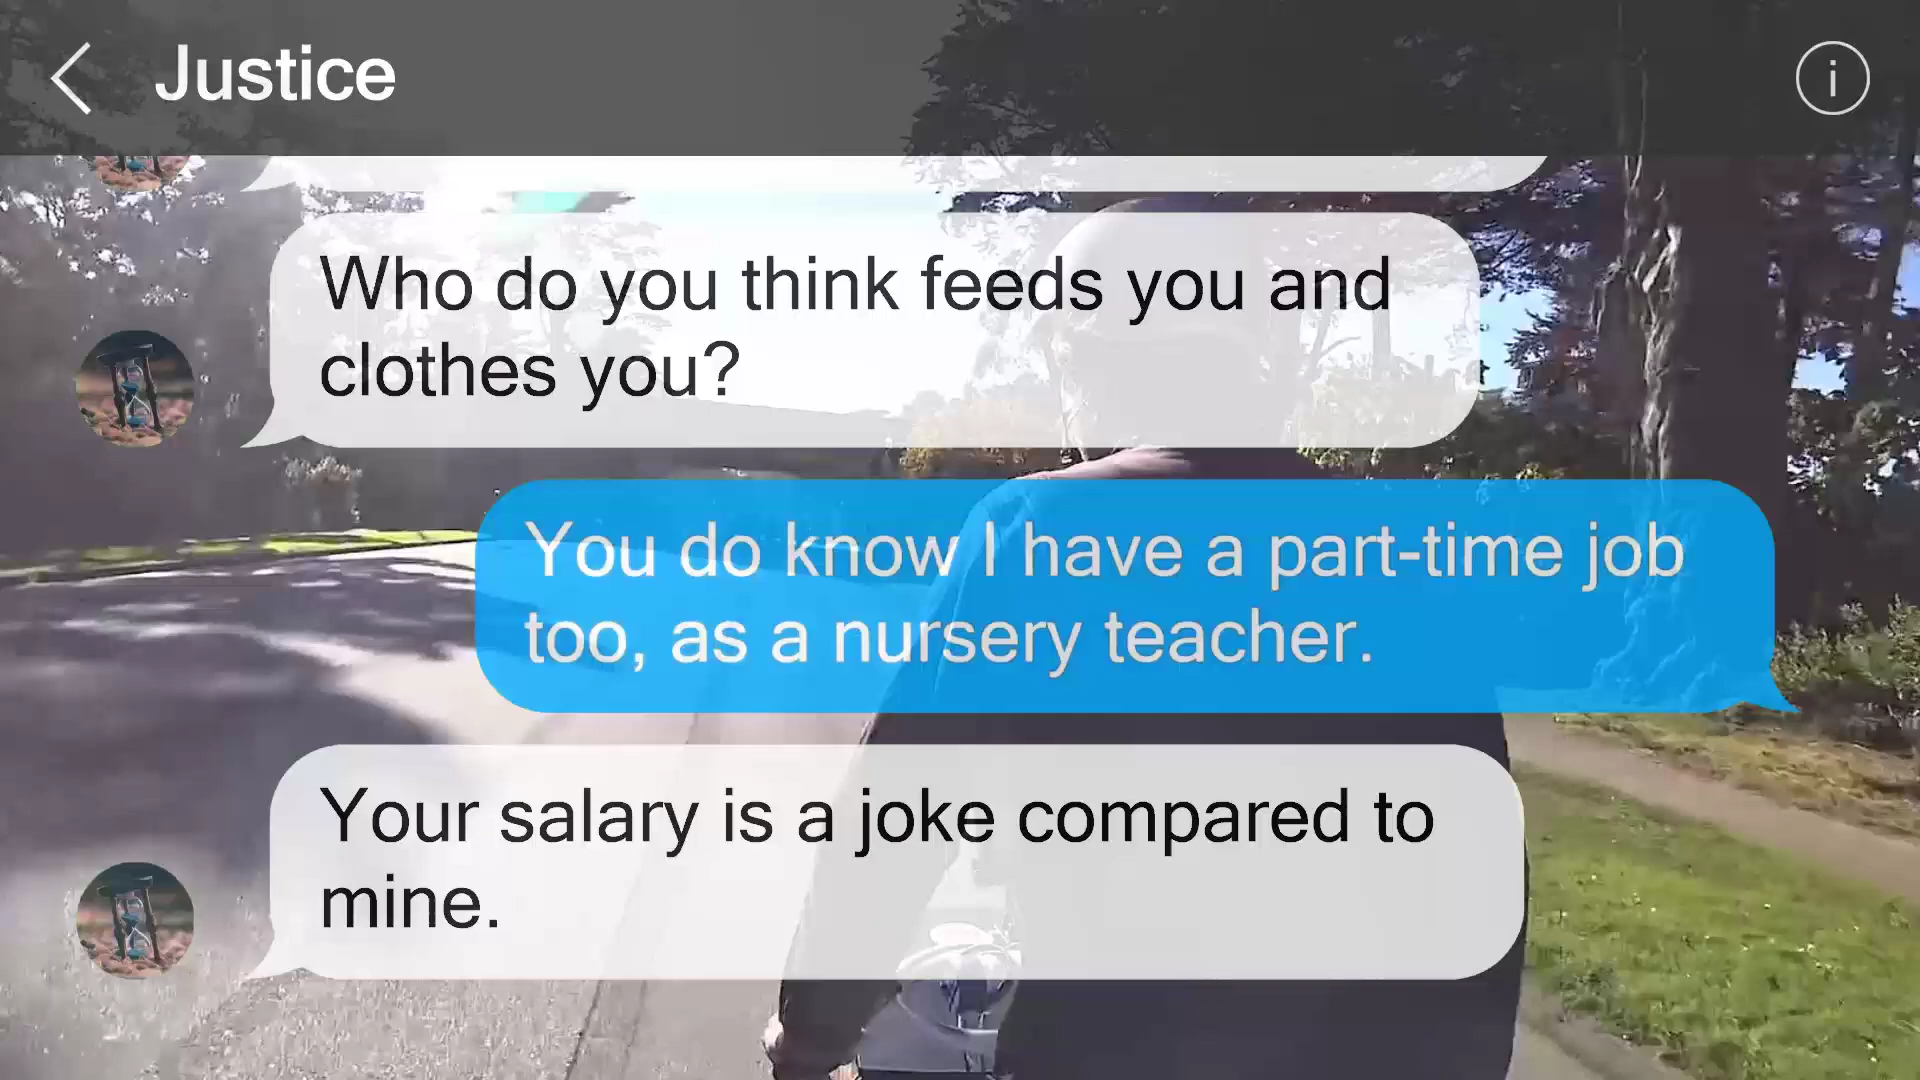 Justice
Who do you think feeds you and
clothes you?
You do know I have a part-time job
too, as a nursery teacher.
Your salary is a joke compared to
mine.